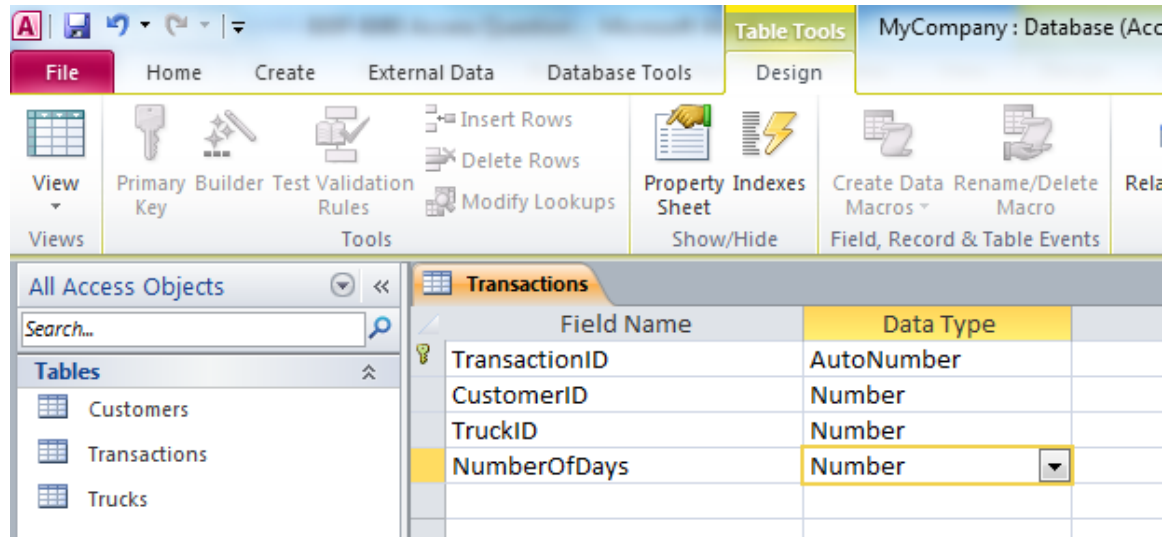 A
Table Tools MyCompany : Database (Acc
File Home Create External Data Database Tools Design
View
Views
Primary Key
Builder
Test Validation Rules
Insert Rows
Delete Rows
Modify Lookups
Tools
Property Sheet
Indexes
Show/Hide
Create Data Macros
Rename/Delete Macro
Field, Record & Table Events
Rela
All Access Objects
Search...
Tables
Customers
Transactions
Trucks
Transactions
Field Name Data Type
TransactionID AutoNumber
CustomerID Number
TruckID Number
NumberOfDays Number